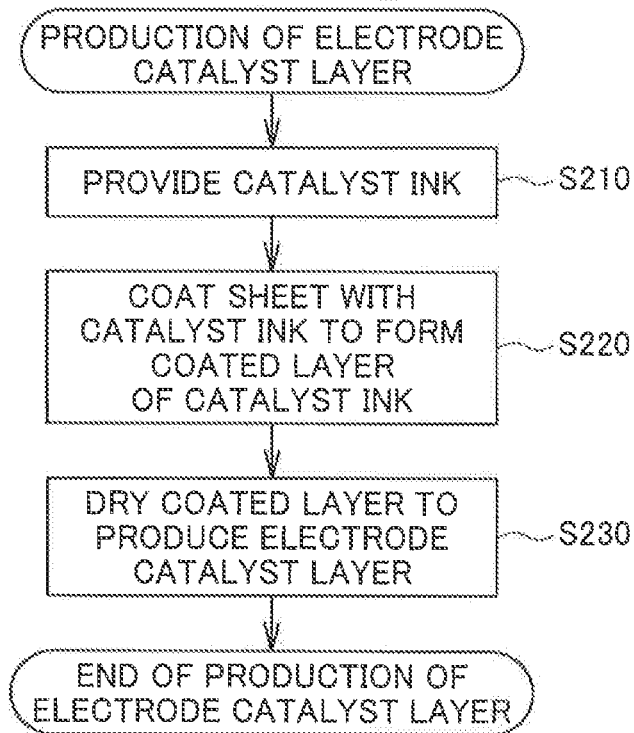 PRODUCTION OF ELECTRODE
CATALYST LAYER
PROVIDE CATALYST INK
S210
COAT SHEET WITH
CATALYST INK TO FORM
COATED LAYER
OF CATALYST INK
S220
DRY COATED LAYER TO
PRODUCE ELECTRODE
CATALYST LAYER
S230
END OF PRODUCTION OF
ELECTRODE CATALYST LAYER